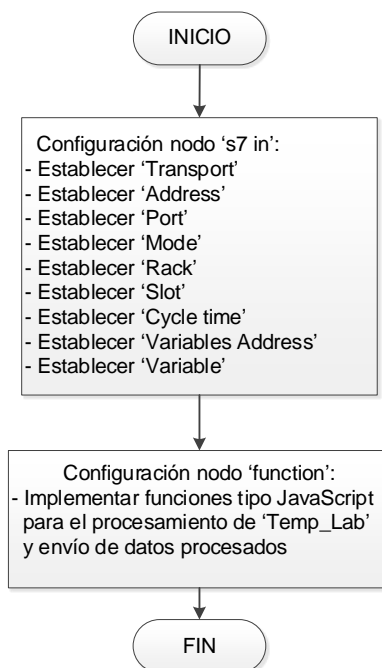 INICIO
Configuración nodo ‘s7 in’:
- Establecer ‘Transport’
- Establecer ‘Address’
- Establecer ‘Port’
- Establecer ‘Mode’
- Establecer ‘Rack’
- Establecer ‘Slot’
- Establecer ‘Cycle time’
- Establecer ‘Variables Address’
- Establecer ‘Variable’
Configuración nodo ‘function’:
- Implementar funciones tipo JavaScript
para el procesamiento de ‘Temp_Lab’
y envío de datos procesados
FIN